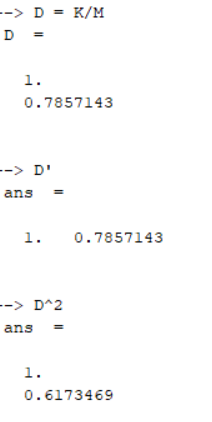 --> D = K/M
D  =
1.
0.7857143
--> D'
ans  =
1.   0.7857143
--> D^2
ans  =
1.
0.6173469